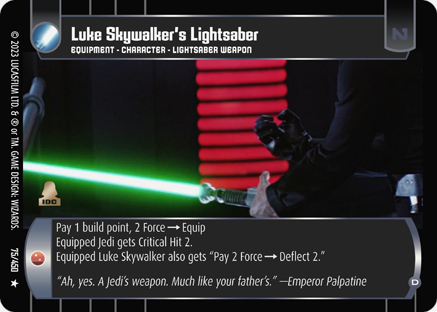 Luke Skywalker's Lightsaber
EQUIPMENT - CHARACTER - LIGHTSABER WEAPON
N
© 2023 LUCASFILM LTD. & ® or TM. GAME DESIGN: WIZARDS.
75/450 ★
IDC
Pay 1 build point, 2 Force → Equip
Equipped Jedi gets Critical Hit 2.
Equipped Luke Skywalker also gets “Pay 2 Force → Deflect 2.”
“Ah, yes. A Jedi's weapon. Much like your father's.” —Emperor Palpatine
D